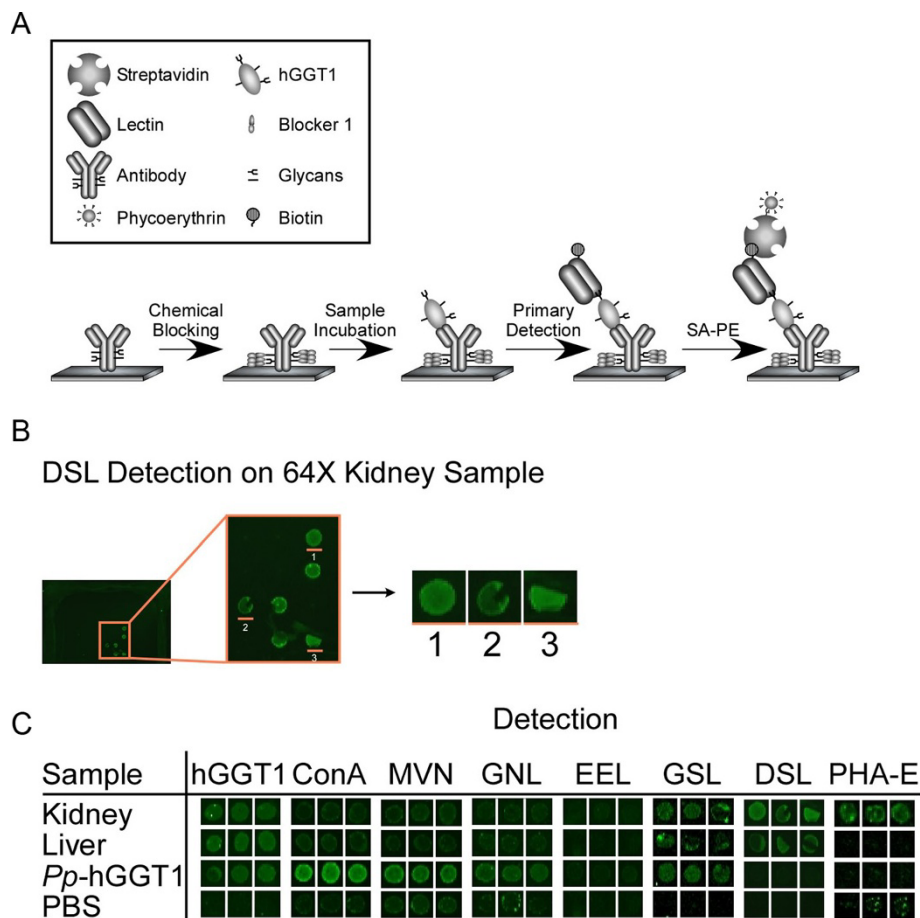 A
Streptavidin hGGT1
Lectin Blocker 1
Antibody Glycans
Phycoerythrin Biotin
Chemical Blocking
Sample Incubation
Primary Detection
SA-PE
B
DSL Detection on 64X Kidney Sample
1
2
3
1 2 3
C
Detection
Sample hGGT1 ConA MVN GNL EEL GSL DSL PHA-E
Kidney
Liver
Pp-hGGT1
PBS